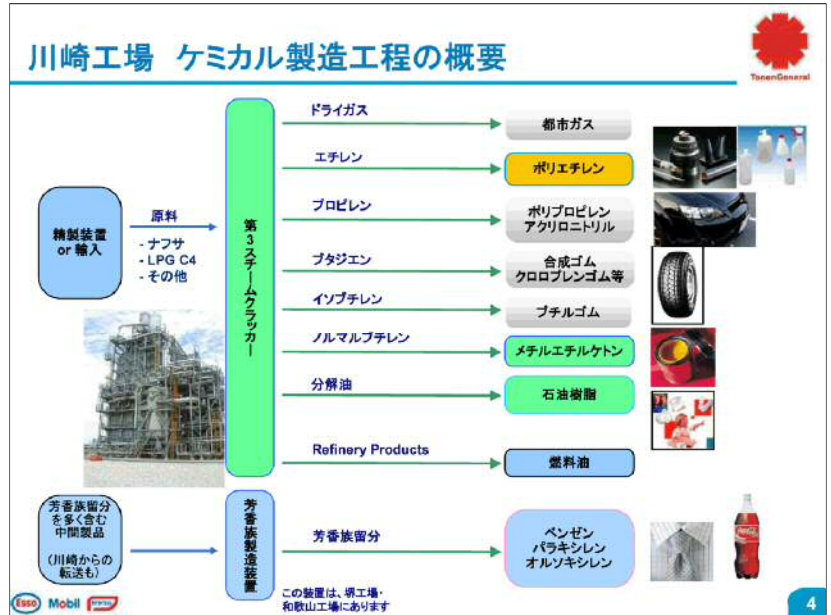 川崎工場　ケミカル製造工程の概要
TonenGeneral
精製装置
or 輸入
原料
- ナフサ
- LPG C4
- その他
第3スチームクラッカー
ドライガス
都市ガス
エチレン
ポリエチレン
プロピレン
ポリプロピレン
アクリロニトリル
ブタジエン
合成ゴム
クロロプレンゴム等
イソブチレン
ブチルゴム
ノルマルブチレン
メチルエチルケトン
分解油
石油樹脂
Refinery Products
燃料油
芳香族留分
を多く含む
中間製品
(川崎からの
転送も)
芳香族製造装置
芳香族留分
ベンゼン
パラキシレン
オルソキシレン
この装置は、堺工場・
和歌山工場にあります
Coca-Cola
Esso Mobil ゼネラル
4